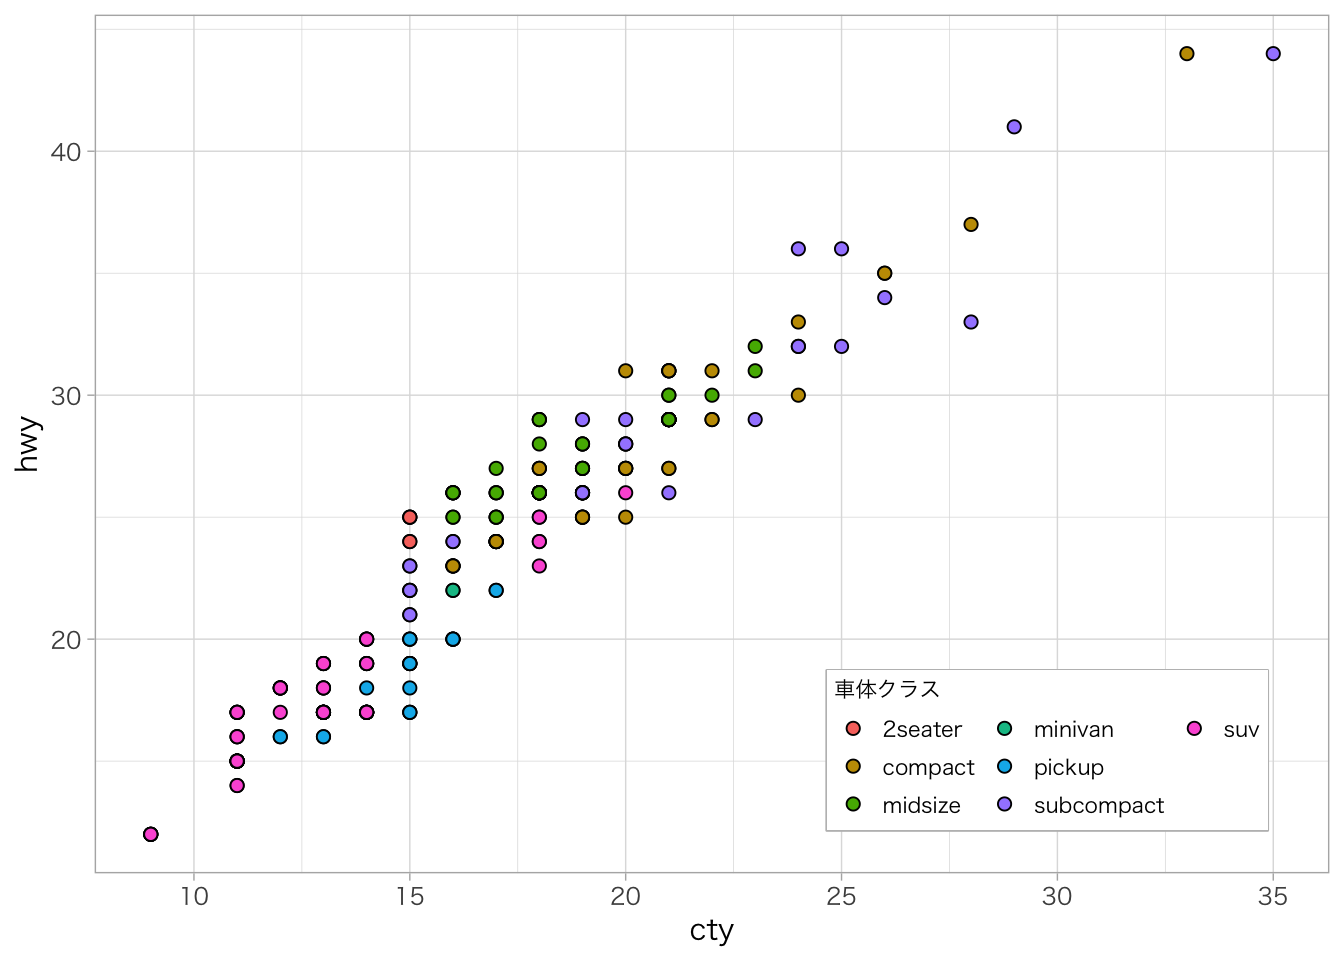 40
30
20
hwy
10 15 20 25 30 35
cty
車体クラス
2seater minivan suv
compact pickup
midsize subcompact